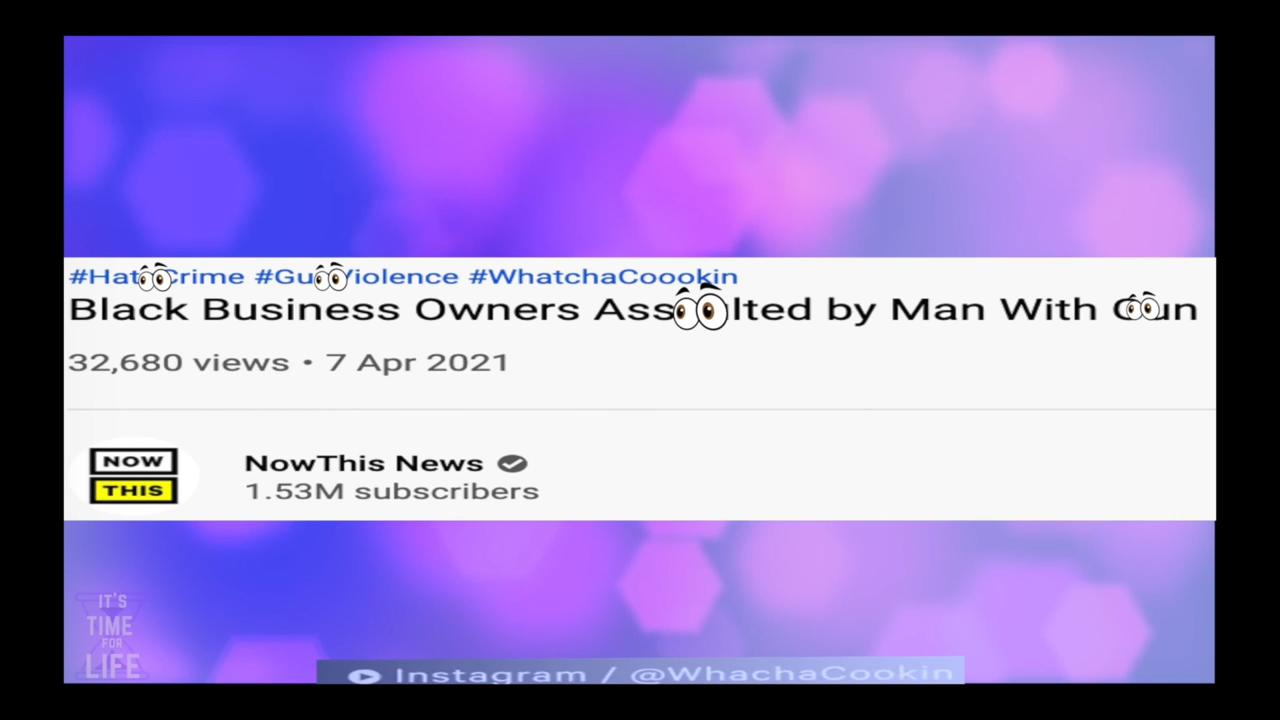 #Hat👀Crime #Gu👀Violence #WhatchaCoookin
Black Business Owners Ass👀lted by Man With G👀un
32,680 views • 7 Apr 2021
NOW
THIS
NowThis News
1.53M subscribers
IT'S
TIME
FOR
LIFE
Instagram / @WhachaCookin